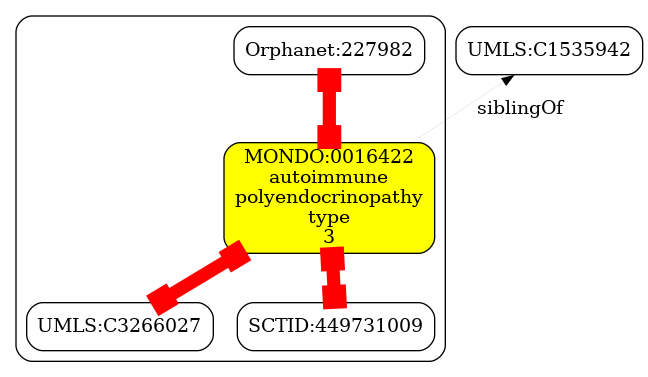 Orphanet:227982
UMLS:C1535942
siblingOf
MONDO:0016422
autoimmune
polyendocrinopathy
type
3
UMLS:C3266027
SCTID:449731009